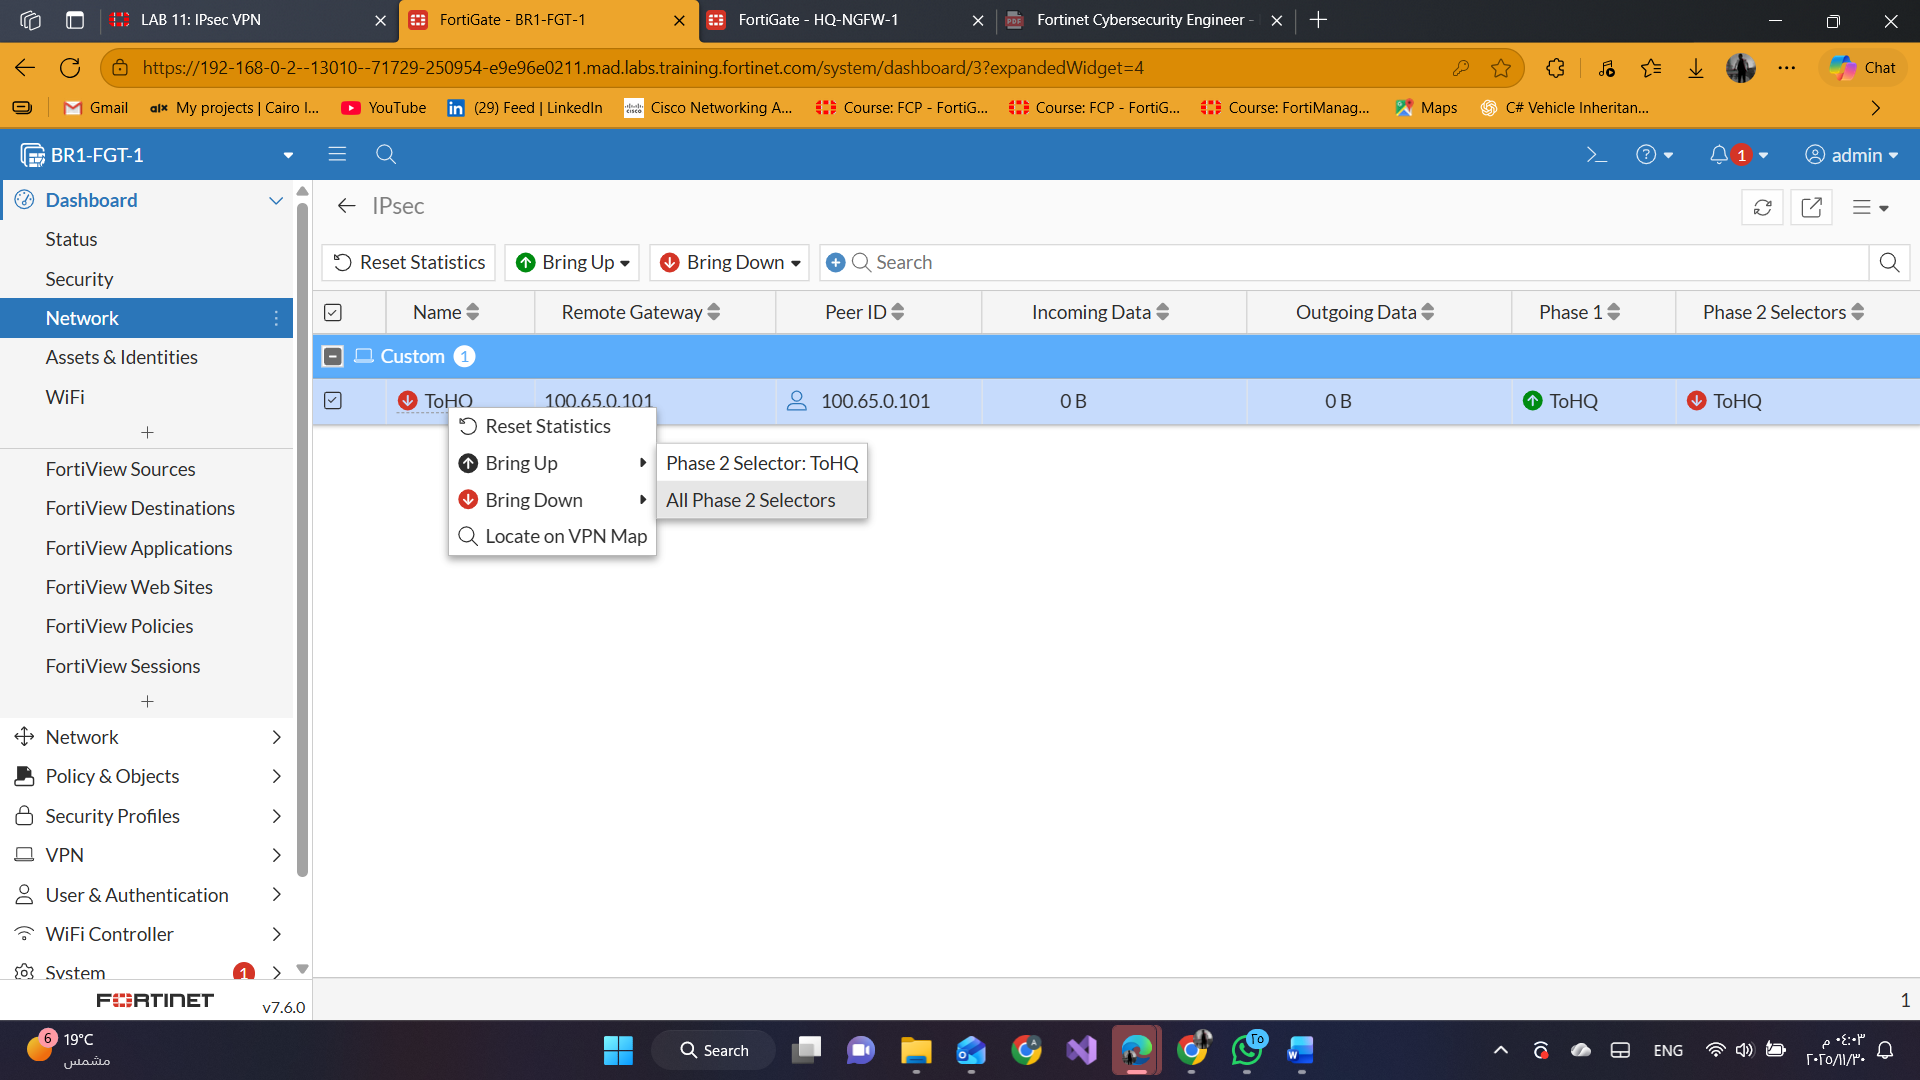 LAB 11: IPsec VPN
FortiGate - BR1-FGT-1
FortiGate - HQ-NGFW-1
Fortinet Cybersecurity Engineer -
https://192-168-0-2--13010--71729-250954-e9e96e0211.mad.labs.training.fortinet.com/system/dashboard/3?expandedWidget=4
Chat
Gmail
My projects | Cairo I...
YouTube
(29) Feed | LinkedIn
Cisco Networking A...
Course: FCP - FortiG...
Course: FCP - FortiG...
Course: FortiManag...
Maps
C# Vehicle Inheritan...
BR1-FGT-1
1
admin
Dashboard
Status
Security
Network
Assets & Identities
WiFi
FortiView Sources
FortiView Destinations
FortiView Applications
FortiView Web Sites
FortiView Policies
FortiView Sessions
Network
Policy & Objects
Security Profiles
VPN
User & Authentication
WiFi Controller
System 1
FORTINET v7.6.0
IPsec
Reset Statistics
Bring Up
Bring Down
Search
Name Remote Gateway Peer ID Incoming Data Outgoing Data Phase 1 Phase 2 Selectors
Custom 1
ToHQ 100.65.0.101 100.65.0.101 0 B 0 B ToHQ ToHQ
Reset Statistics
Bring Up
Bring Down
Locate on VPN Map
Phase 2 Selector: ToHQ
All Phase 2 Selectors
1
6
19°C
مشمس
Search
٢٥
ENG
٠٤:٠٣ م
٢٠٢٥/١١/٣٠